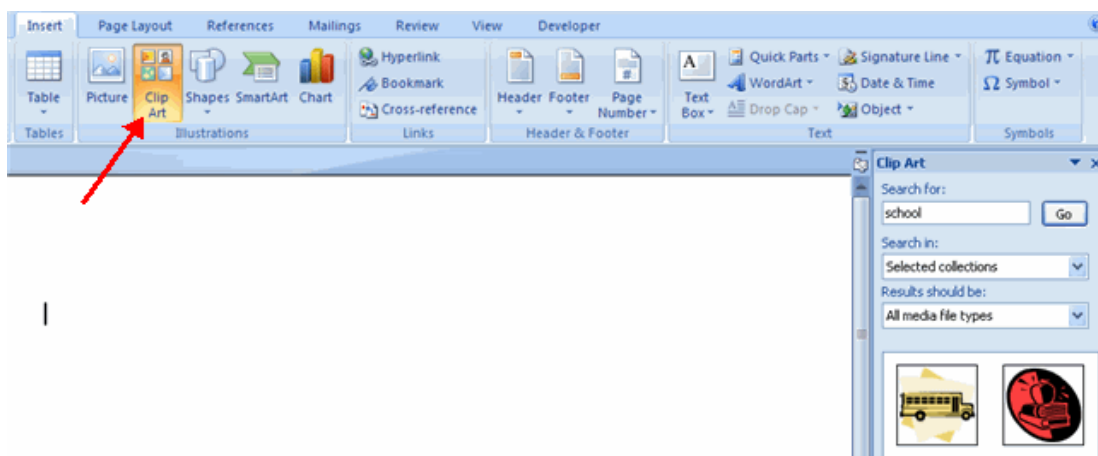 Insert Page Layout References Mailings Review View Developer
Table
Tables
Picture
Clip
Art
Shapes
SmartArt
Chart
Illustrations
Hyperlink
Bookmark
Cross-reference
Links
Header
Footer
Page
Number
Header & Footer
A
Text
Box
Quick Parts
WordArt
Drop Cap
Signature Line
Date & Time
Object
Text
π Equation
Ω Symbol
Symbols
Clip Art
Search for:
school
Go
Search in:
Selected collections
Results should be:
All media file types